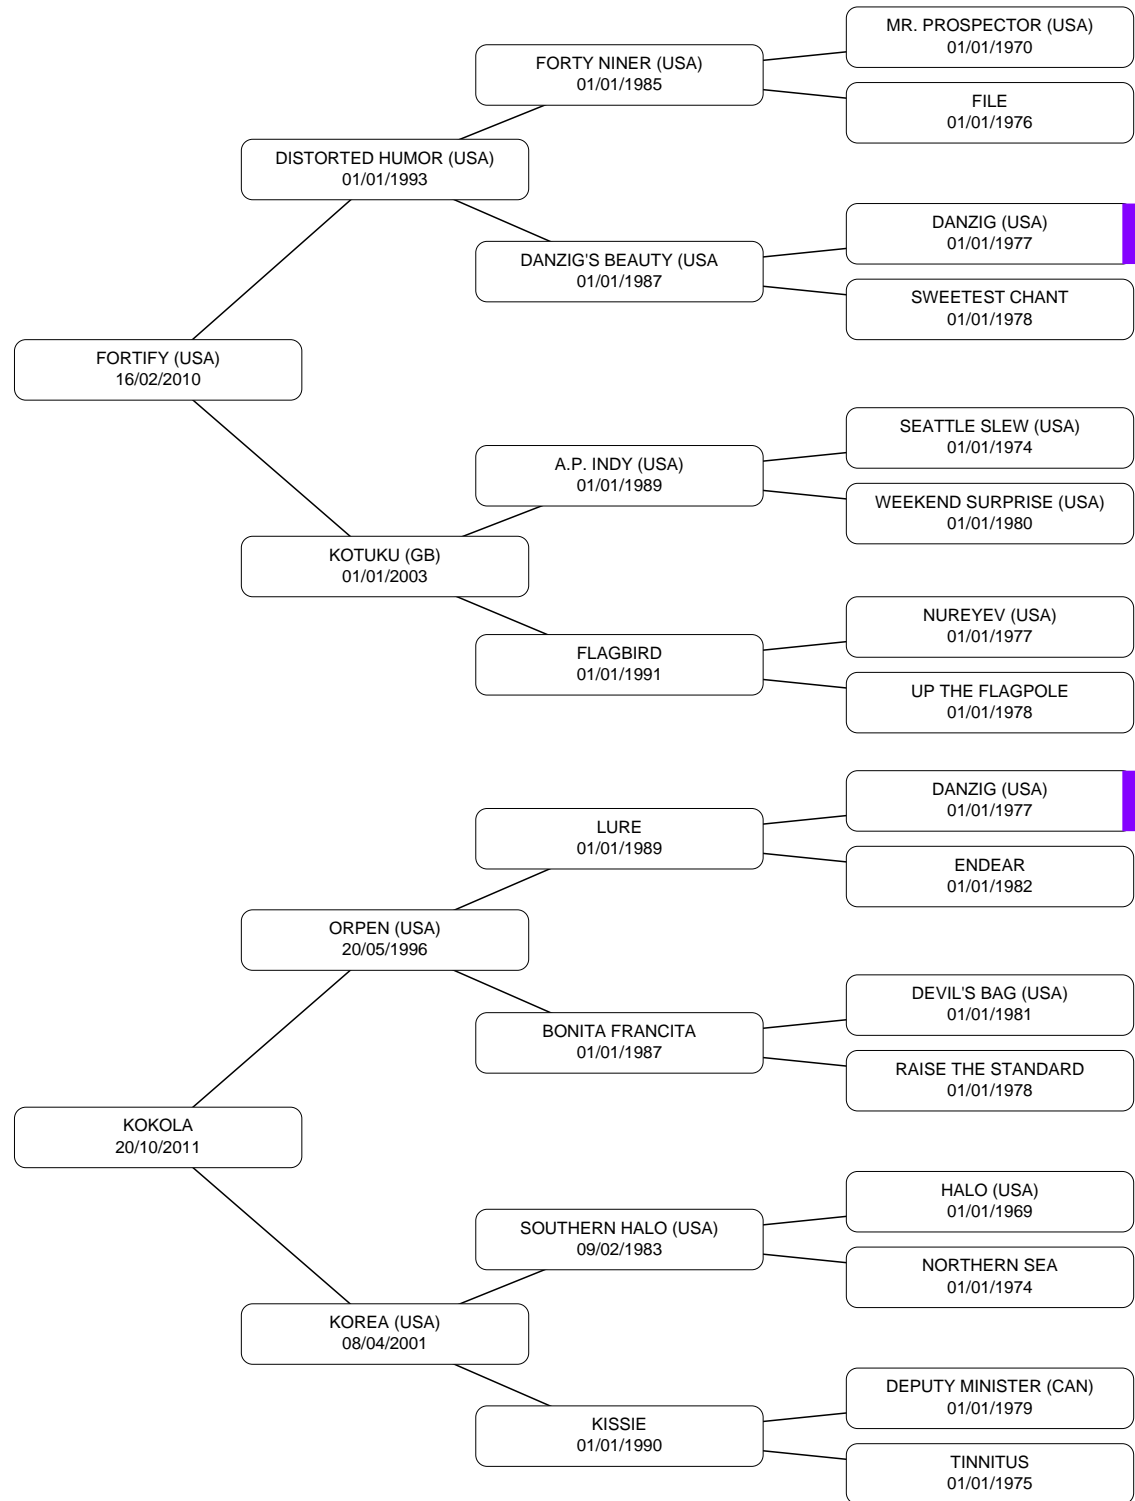 MR. PROSPECTOR (USA)
01/01/1970
FORTY NINER (USA)
01/01/1985
FILE
01/01/1976
DISTORTED HUMOR (USA)
01/01/1993
DANZIG (USA)
01/01/1977
DANZIG'S BEAUTY (USA
01/01/1987
SWEETEST CHANT
01/01/1978
FORTIFY (USA)
16/02/2010
SEATTLE SLEW (USA)
01/01/1974
A.P. INDY (USA)
01/01/1989
WEEKEND SURPRISE (USA)
01/01/1980
KOTUKU (GB)
01/01/2003
NUREYEV (USA)
01/01/1977
FLAGBIRD
01/01/1991
UP THE FLAGPOLE
01/01/1978
DANZIG (USA)
01/01/1977
LURE
01/01/1989
ENDEAR
01/01/1982
ORPEN (USA)
20/05/1996
DEVIL'S BAG (USA)
01/01/1981
BONITA FRANCITA
01/01/1987
RAISE THE STANDARD
01/01/1978
KOKOLA
20/10/2011
HALO (USA)
01/01/1969
SOUTHERN HALO (USA)
09/02/1983
NORTHERN SEA
01/01/1974
KOREA (USA)
08/04/2001
DEPUTY MINISTER (CAN)
01/01/1979
KISSIE
01/01/1990
TINNITUS
01/01/1975